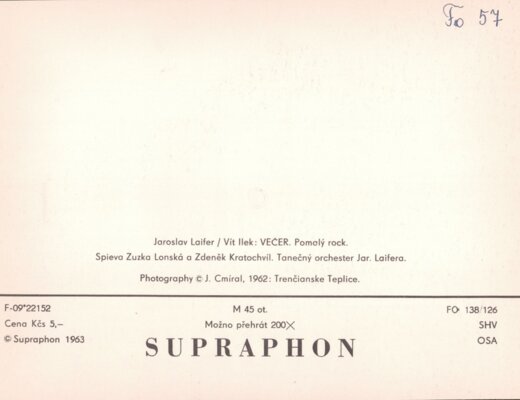 Fo 57
Jaroslav Laifer / Vít Ilek: VEČER. Pomalý rock.
Spieva Zuzka Lonská a Zdeněk Kratochvíl. Tanečný orchester Jar. Laifera.
Photography © J. Cmíral, 1962: Trenčianske Teplice.
F-09*22152 M 45 ot. FO 138/126
Cena Kčs 5,– Možno přehrát 200X SHV
© Supraphon 1963 SUPRAPHON OSA